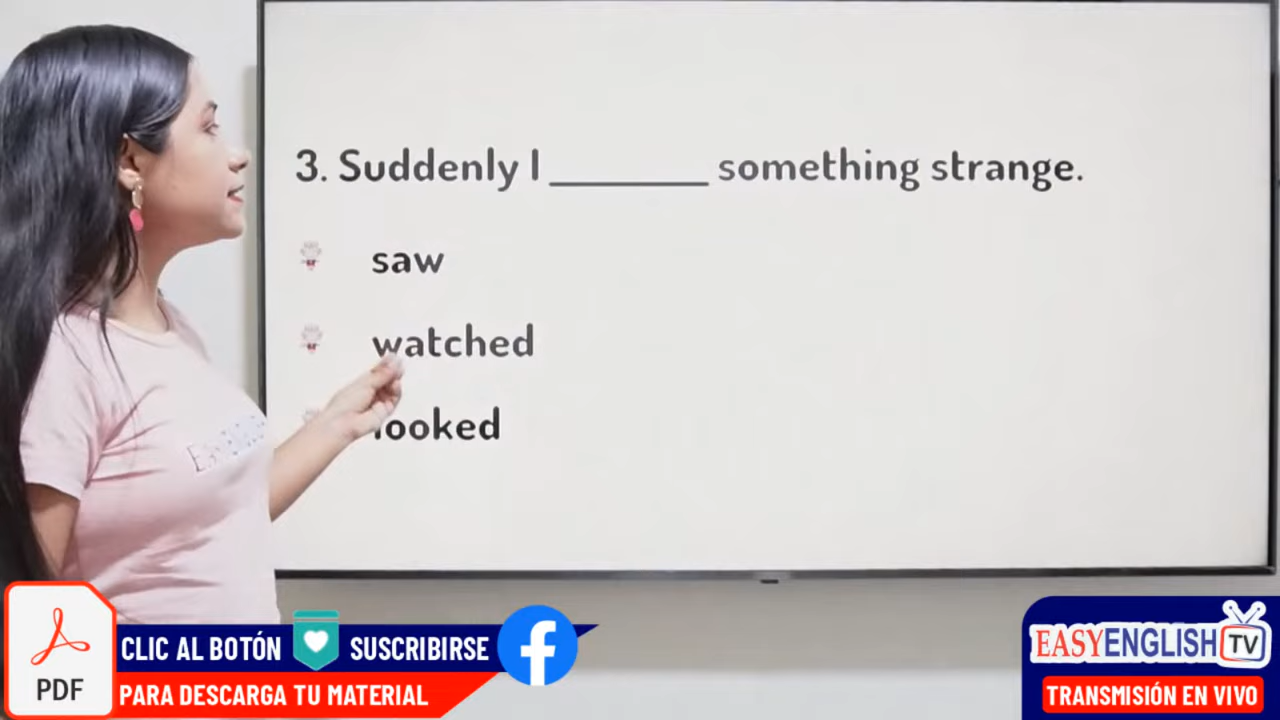 3. Suddenly I ________ something strange.
saw
watched
looked
PDF
CLIC AL BOTÓN SUSCRIBIRSE
PARA DESCARGA TU MATERIAL
EASYENGLISH TV
TRANSMISIÓN EN VIVO